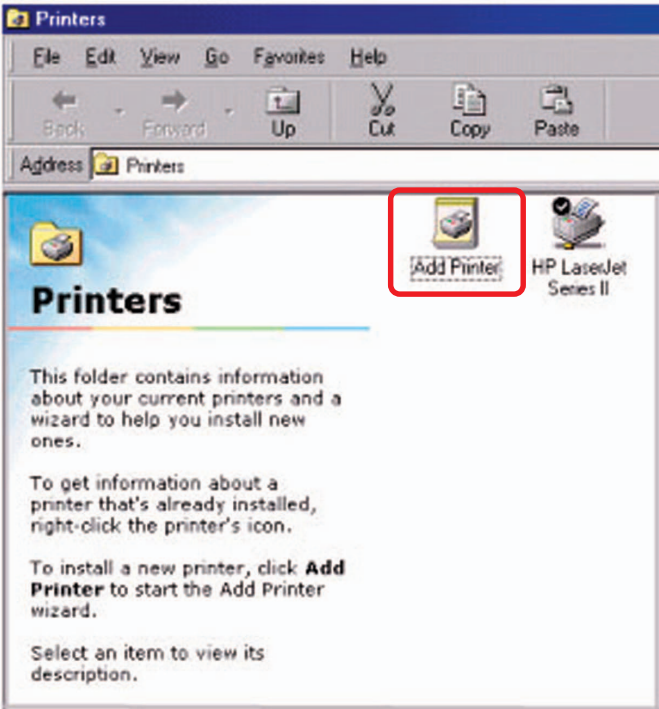 Printers
File Edit View Go Favorites Help
Back Forward Up Cut Copy Paste
Address Printers
Add Printer
HP LaserJet
Series II
Printers
This folder contains information
about your current printers and a
wizard to help you install new
ones.
To get information about a
printer that's already installed,
right-click the printer's icon.
To install a new printer, click Add
Printer to start the Add Printer
wizard.
Select an item to view its
description.